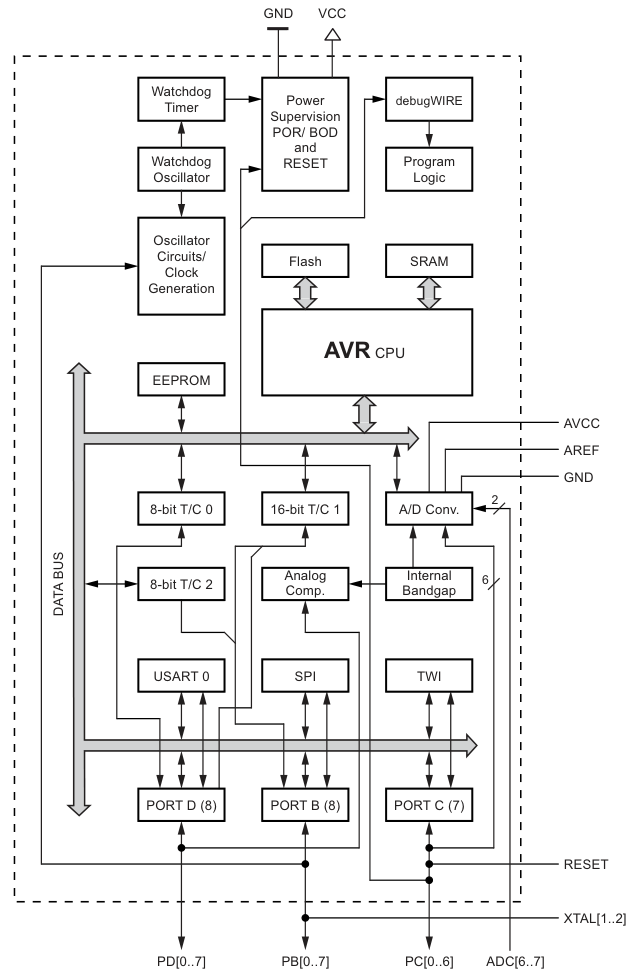 GND VCC
Watchdog
Timer
Power
Supervision
POR/ BOD
and
RESET
debugWIRE
Watchdog
Oscillator
Program
Logic
Oscillator
Circuits/
Clock
Generation
Flash
SRAM
AVR CPU
EEPROM
AVCC
AREF
GND
8-bit T/C 0
16-bit T/C 1
A/D Conv.
2
DATA BUS
8-bit T/C 2
Analog
Comp.
Internal
Bandgap
6
USART 0
SPI
TWI
PORT D (8)
PORT B (8)
PORT C (7)
RESET
XTAL[1..2]
PD[0..7]
PB[0..7]
PC[0..6]
ADC[6..7]